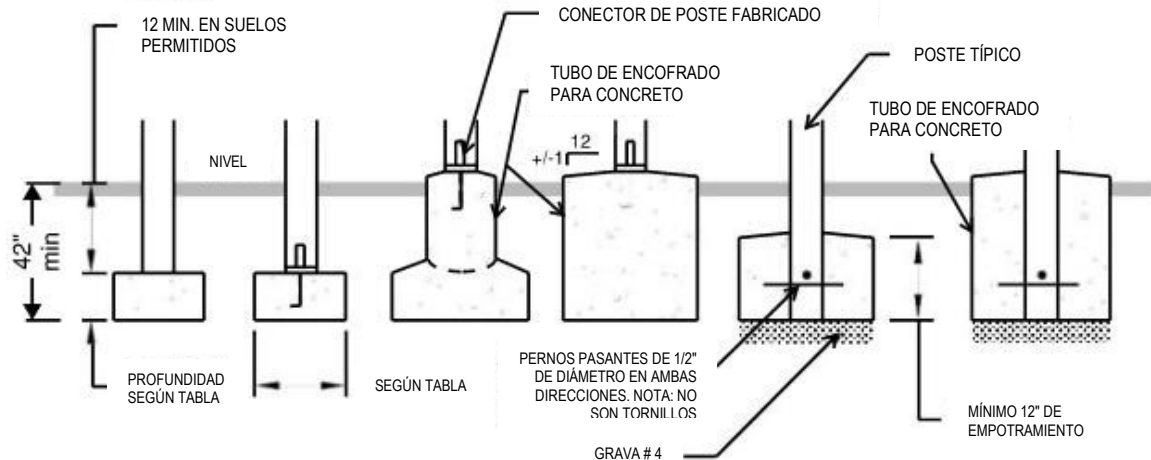 12 MIN. EN SUELOS
PERMITIDOS
CONECTOR DE POSTE FABRICADO
POSTE TÍPICO
TUBO DE ENCOFRADO
PARA CONCRETO
TUBO DE ENCOFRADO
PARA CONCRETO
NIVEL
12
+/-1
42"
min
PROFUNDIDAD
SEGÚN TABLA
SEGÚN TABLA
PERNOS PASANTES DE 1/2"
DE DIÁMETRO EN AMBAS
DIRECCIONES. NOTA: NO
SON TORNILLOS
GRAVA # 4
MÍNIMO 12" DE
EMPOTRAMIENTO